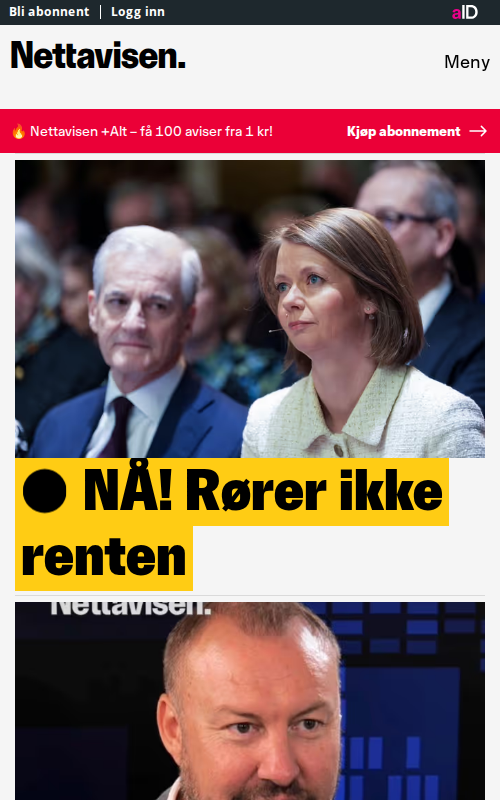 Bli abonnent | Logg inn
aID
Nettavisen.
Meny
🔥 Nettavisen +Alt – få 100 aviser fra 1 kr!
Kjøp abonnement →
● NÅ! Rører ikke
renten
Nettavisen.